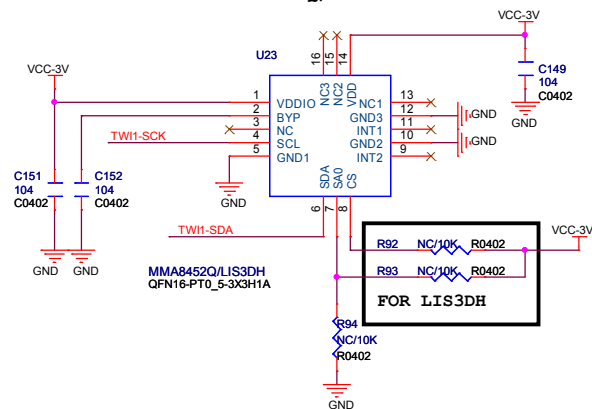 VCC-3V
U23
16
15
14
NC3
NC2
VDD
VCC-3V
C149
104
C0402
GND
1
VDDIO
2
BYP
3
NC
4
SCL
5
GND1
NC1
13
GND3
12
GND
INT1
11
GND2
10
GND
INT2
9
TWI1-SCK
C151
104
C0402
C152
104
C0402
GND
SDA
SA0
CS
6
7
8
TWI1-SDA
GND
GND
MMA8452Q/LIS3DH
QFN16-PT0_5-3X3H1A
R92
NC/10K
R0402
R93
NC/10K
R0402
VCC-3V
FOR LIS3DH
R94
NC/10K
R0402
GND